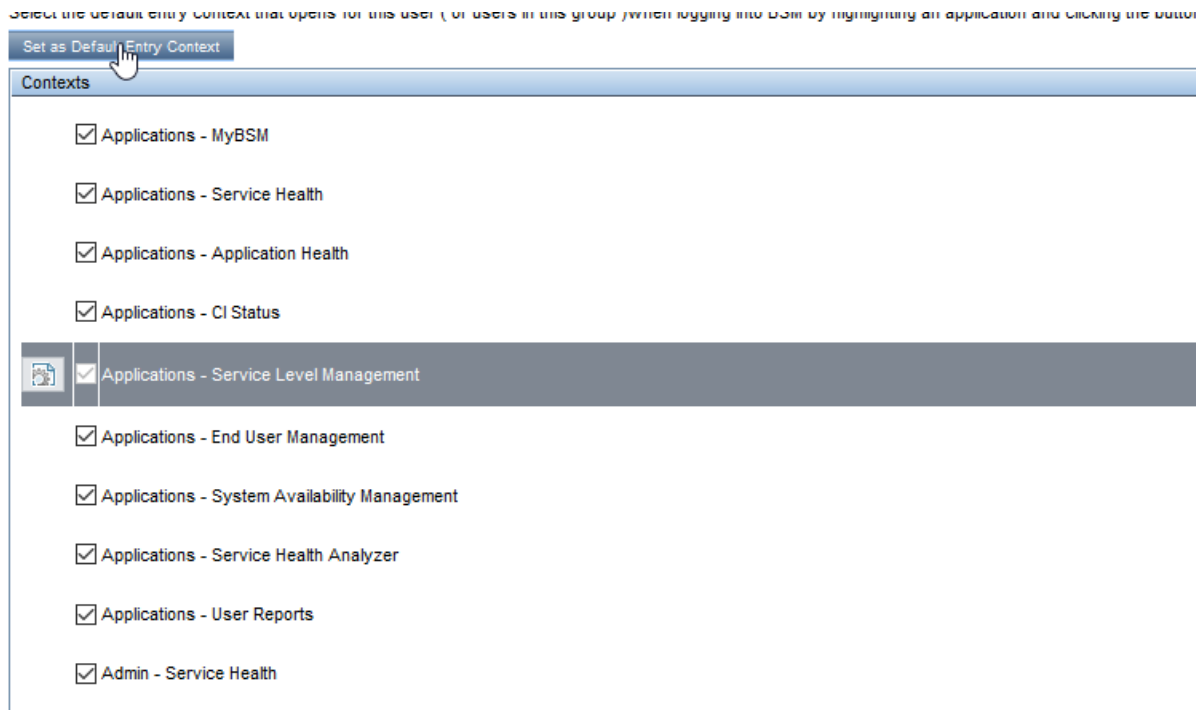 Select the default entry context that opens for this user ( or users in this group )when logging into BSM by highlighting an application and clicking the button
Set as Default Entry Context
Contexts
Applications - MyBSM
Applications - Service Health
Applications - Application Health
Applications - CI Status
Applications - Service Level Management
Applications - End User Management
Applications - System Availability Management
Applications - Service Health Analyzer
Applications - User Reports
Admin - Service Health